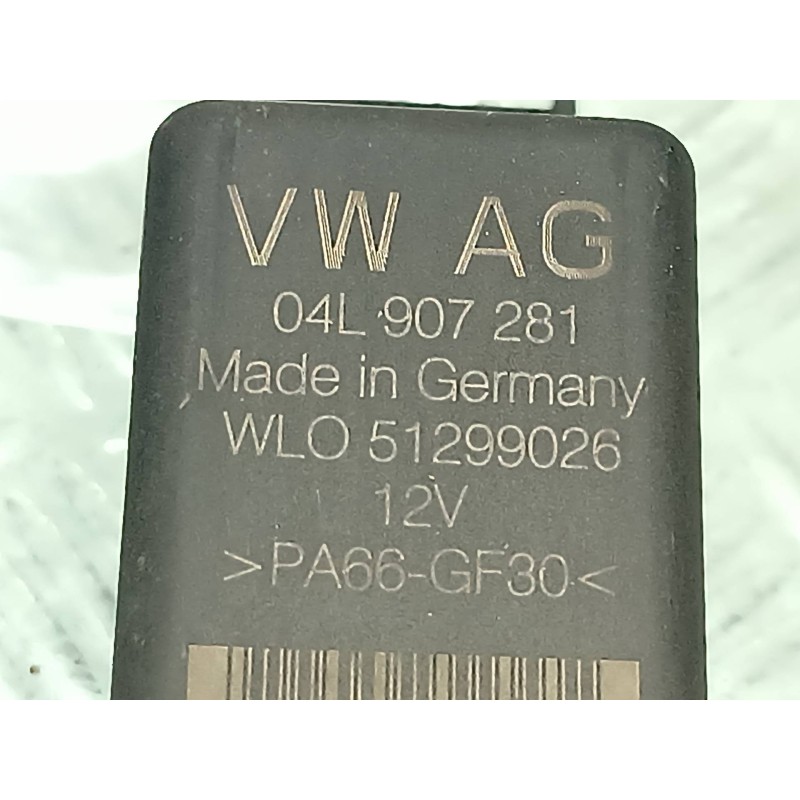 VW AG
04L 907 281
Made in Germany
WLO 51299026
12V
>PA66-GF30<